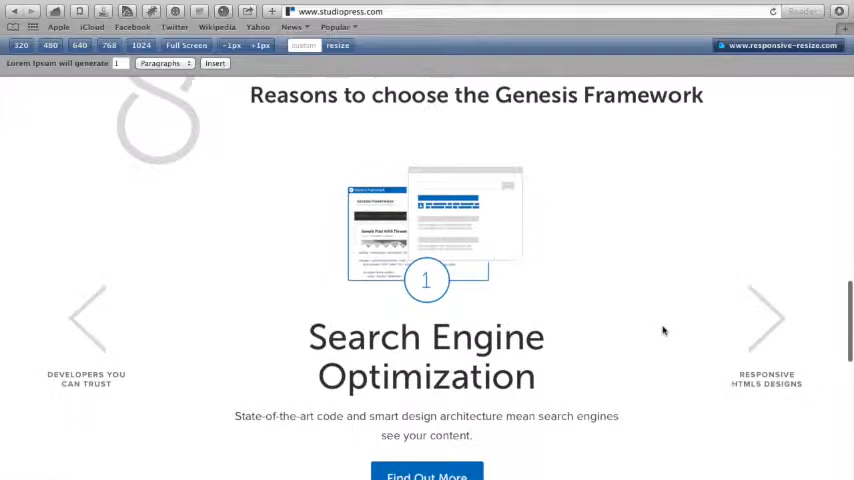 www.studiopress.com
Reader
Apple iCloud Facebook Twitter Wikipedia Yahoo News Popular
320 480 640 768 1024 Full Screen -1px +1px custom resize www.responsive-resize.com
Lorem Ipsum will generate 1 Paragraphs Insert
Reasons to choose the Genesis Framework
1
Search Engine
Optimization
DEVELOPERS YOU
CAN TRUST
RESPONSIVE
HTML5 DESIGNS
State-of-the-art code and smart design architecture mean search engines
see your content.
Find Out More